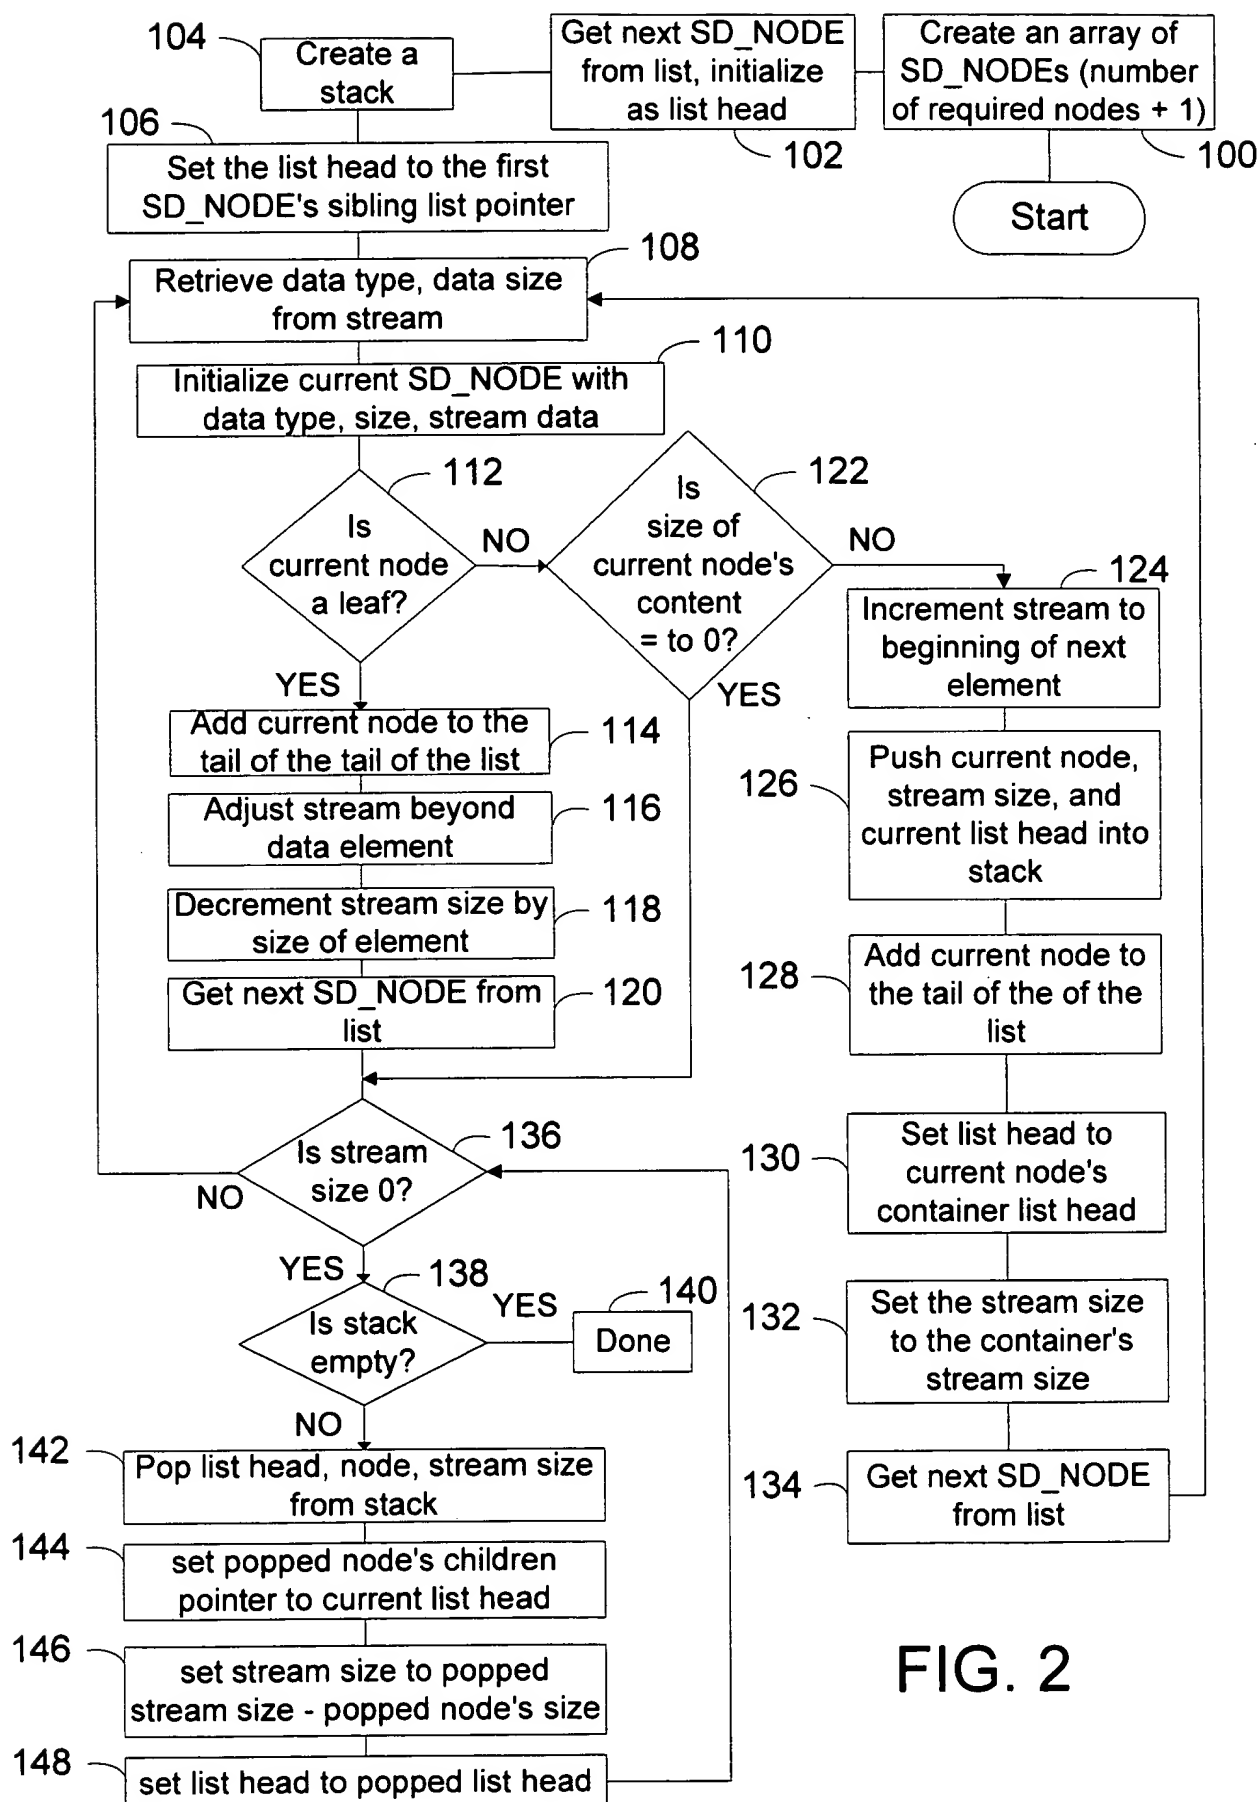 Start
100
Create an array of
SD_NODEs (number
of required nodes + 1)
102
Get next SD_NODE
from list, initialize
as list head
104
Create a
stack
106
Set the list head to the first
SD_NODE's sibling list pointer
108
Retrieve data type, data size
from stream
110
Initialize current SD_NODE with
data type, size, stream data
112
Is
current node
a leaf?
NO
YES
122
Is
size of
current node's
content
= to 0?
NO
YES
114
Add current node to the
tail of the tail of the list
116
Adjust stream beyond
data element
118
Decrement stream size by
size of element
120
Get next SD_NODE from
list
124
Increment stream to
beginning of next
element
126
Push current node,
stream size, and
current list head into
stack
128
Add current node to
the tail of the of the
list
130
Set list head to
current node's
container list head
132
Set the stream size
to the container's
stream size
134
Get next SD_NODE
from list
136
Is stream
size 0?
NO
YES
138
Is stack
empty?
YES
140
Done
NO
142
Pop list head, node, stream size
from stack
144
set popped node's children
pointer to current list head
146
set stream size to popped
stream size - popped node's size
148
set list head to popped list head
FIG. 2